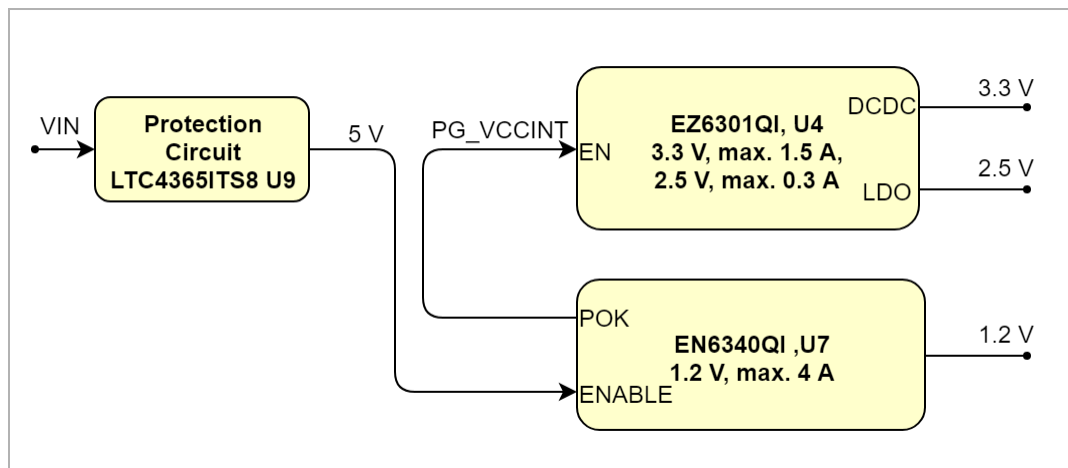 VIN
Protection
Circuit
LTC4365ITS8 U9
5 V
PG_VCCINT
EN
EZ6301QI, U4
3.3 V, max. 1.5 A,
2.5 V, max. 0.3 A
DCDC
3.3 V
LDO
2.5 V
POK
ENABLE
EN6340QI ,U7
1.2 V, max. 4 A
1.2 V